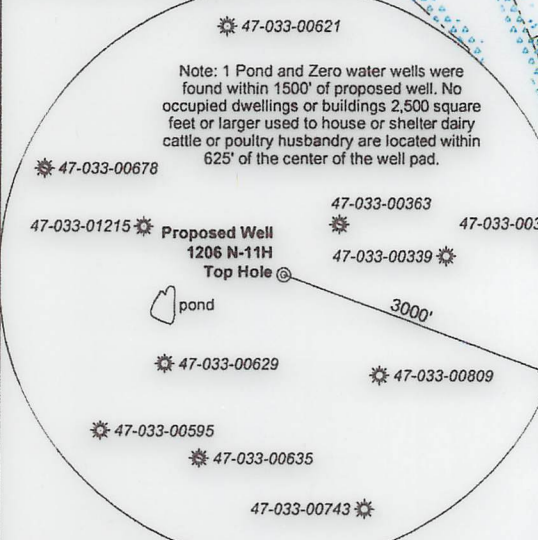 47-033-00621
Note: 1 Pond and Zero water wells were
found within 1500' of proposed well. No
occupied dwellings or buildings 2,500 square
feet or larger used to house or shelter dairy
cattle or poultry husbandry are located within
625' of the center of the well pad.
47-033-00678
47-033-00363
47-033-01215
47-033-003
Proposed Well
1206 N-11H
Top Hole
47-033-00339
pond
3000'
47-033-00629
47-033-00809
47-033-00595
47-033-00635
47-033-00743